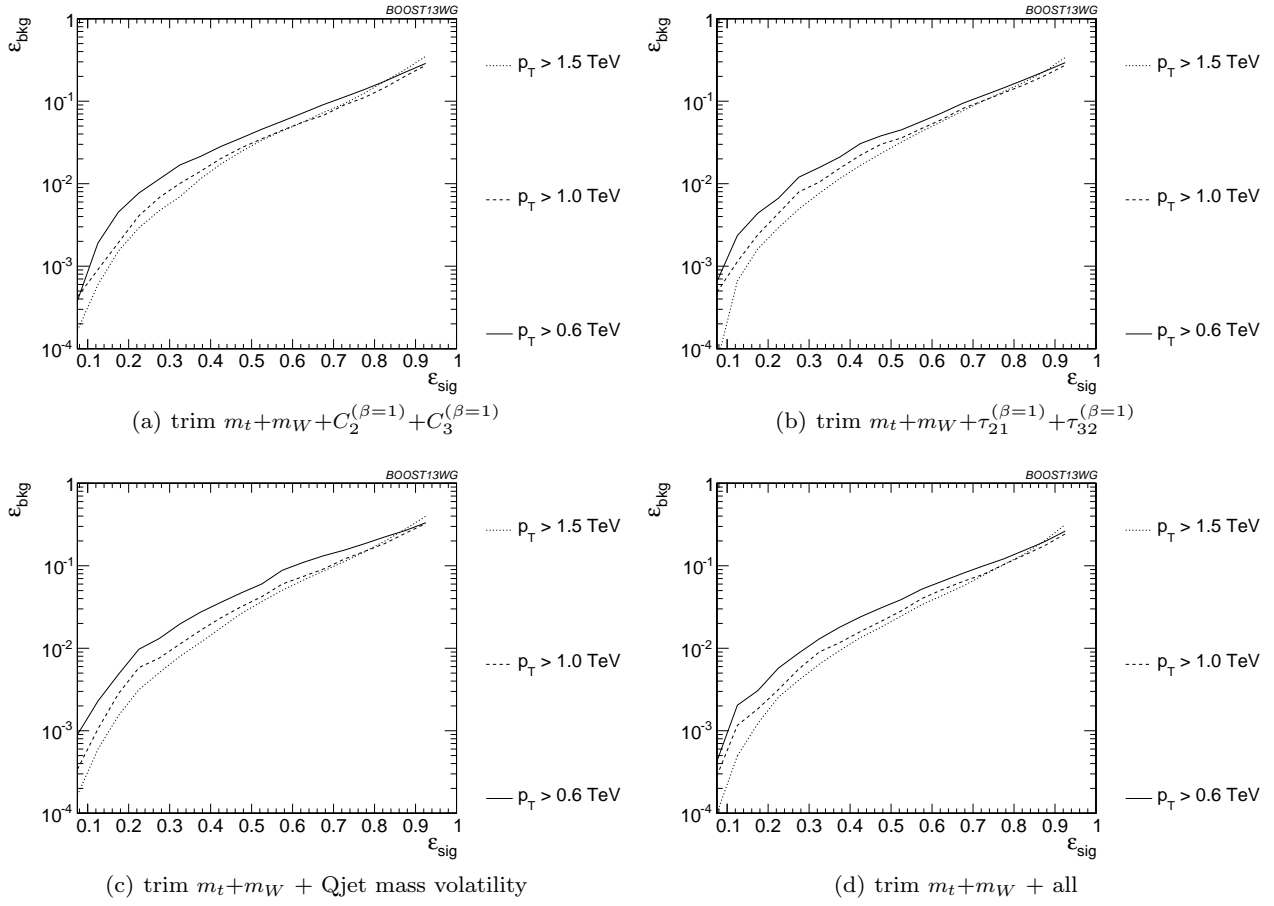 BOOST13WG
ε_bkg
1
10^-1
10^-2
10^-3
10^-4
0.1 0.2 0.3 0.4 0.5 0.6 0.7 0.8 0.9 1
ε_sig
p_T > 1.5 TeV
p_T > 1.0 TeV
p_T > 0.6 TeV
(a) trim m_t+m_W+C_2^(β=1)+C_3^(β=1)
BOOST13WG
ε_bkg
1
10^-1
10^-2
10^-3
10^-4
0.1 0.2 0.3 0.4 0.5 0.6 0.7 0.8 0.9 1
ε_sig
p_T > 1.5 TeV
p_T > 1.0 TeV
p_T > 0.6 TeV
(b) trim m_t+m_W+τ_21^(β=1)+τ_32^(β=1)
BOOST13WG
ε_bkg
1
10^-1
10^-2
10^-3
10^-4
0.1 0.2 0.3 0.4 0.5 0.6 0.7 0.8 0.9 1
ε_sig
p_T > 1.5 TeV
p_T > 1.0 TeV
p_T > 0.6 TeV
(c) trim m_t+m_W + Qjet mass volatility
BOOST13WG
ε_bkg
1
10^-1
10^-2
10^-3
10^-4
0.1 0.2 0.3 0.4 0.5 0.6 0.7 0.8 0.9 1
ε_sig
p_T > 1.5 TeV
p_T > 1.0 TeV
p_T > 0.6 TeV
(d) trim m_t+m_W + all